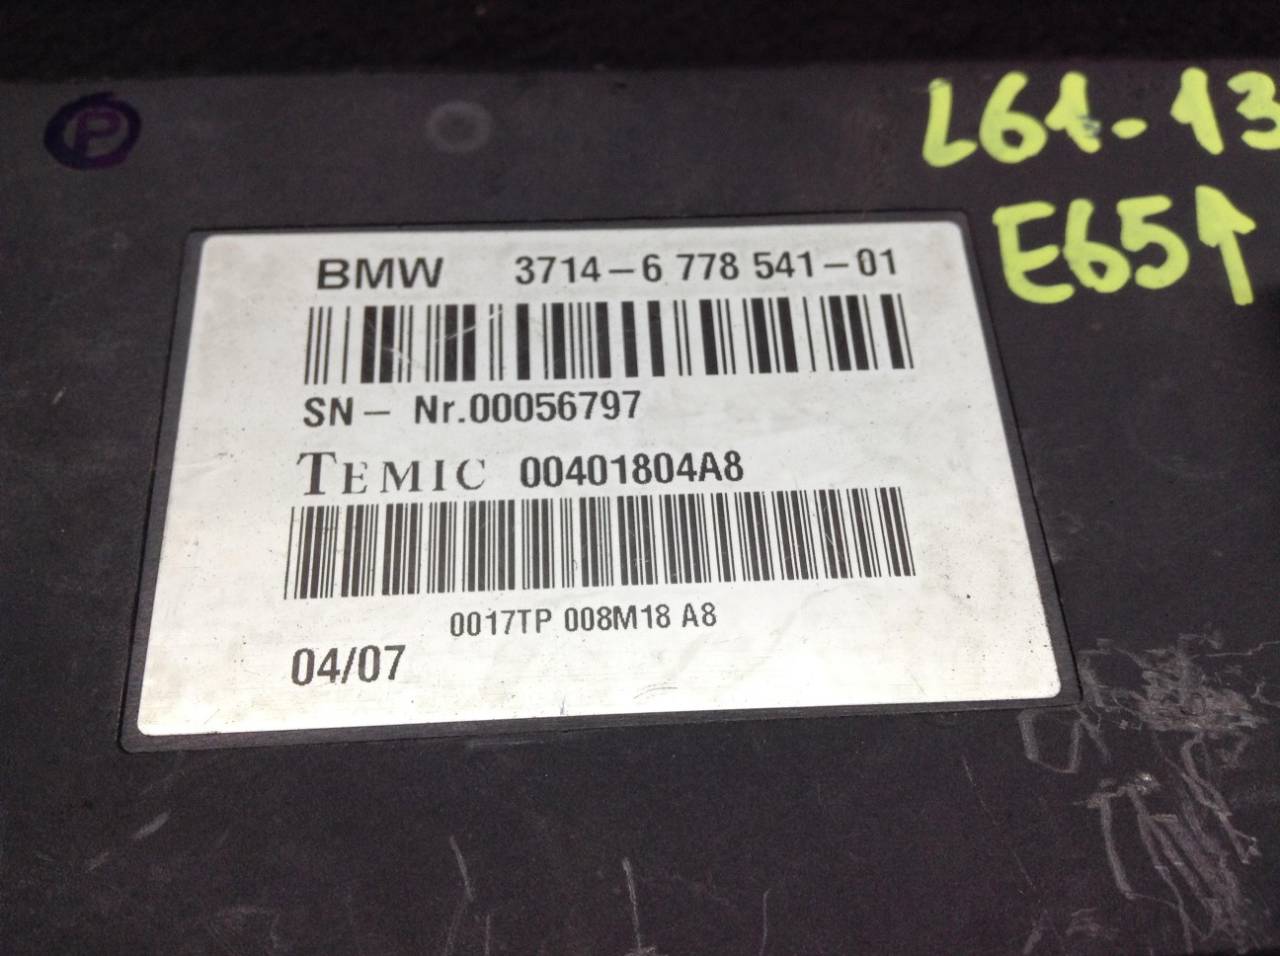 P
L61-13
E65↑
BMW 3714-6 778 541-01
SN- Nr.00056797
TEMIC 00401804A8
0017TP 008M18 A8
04/07